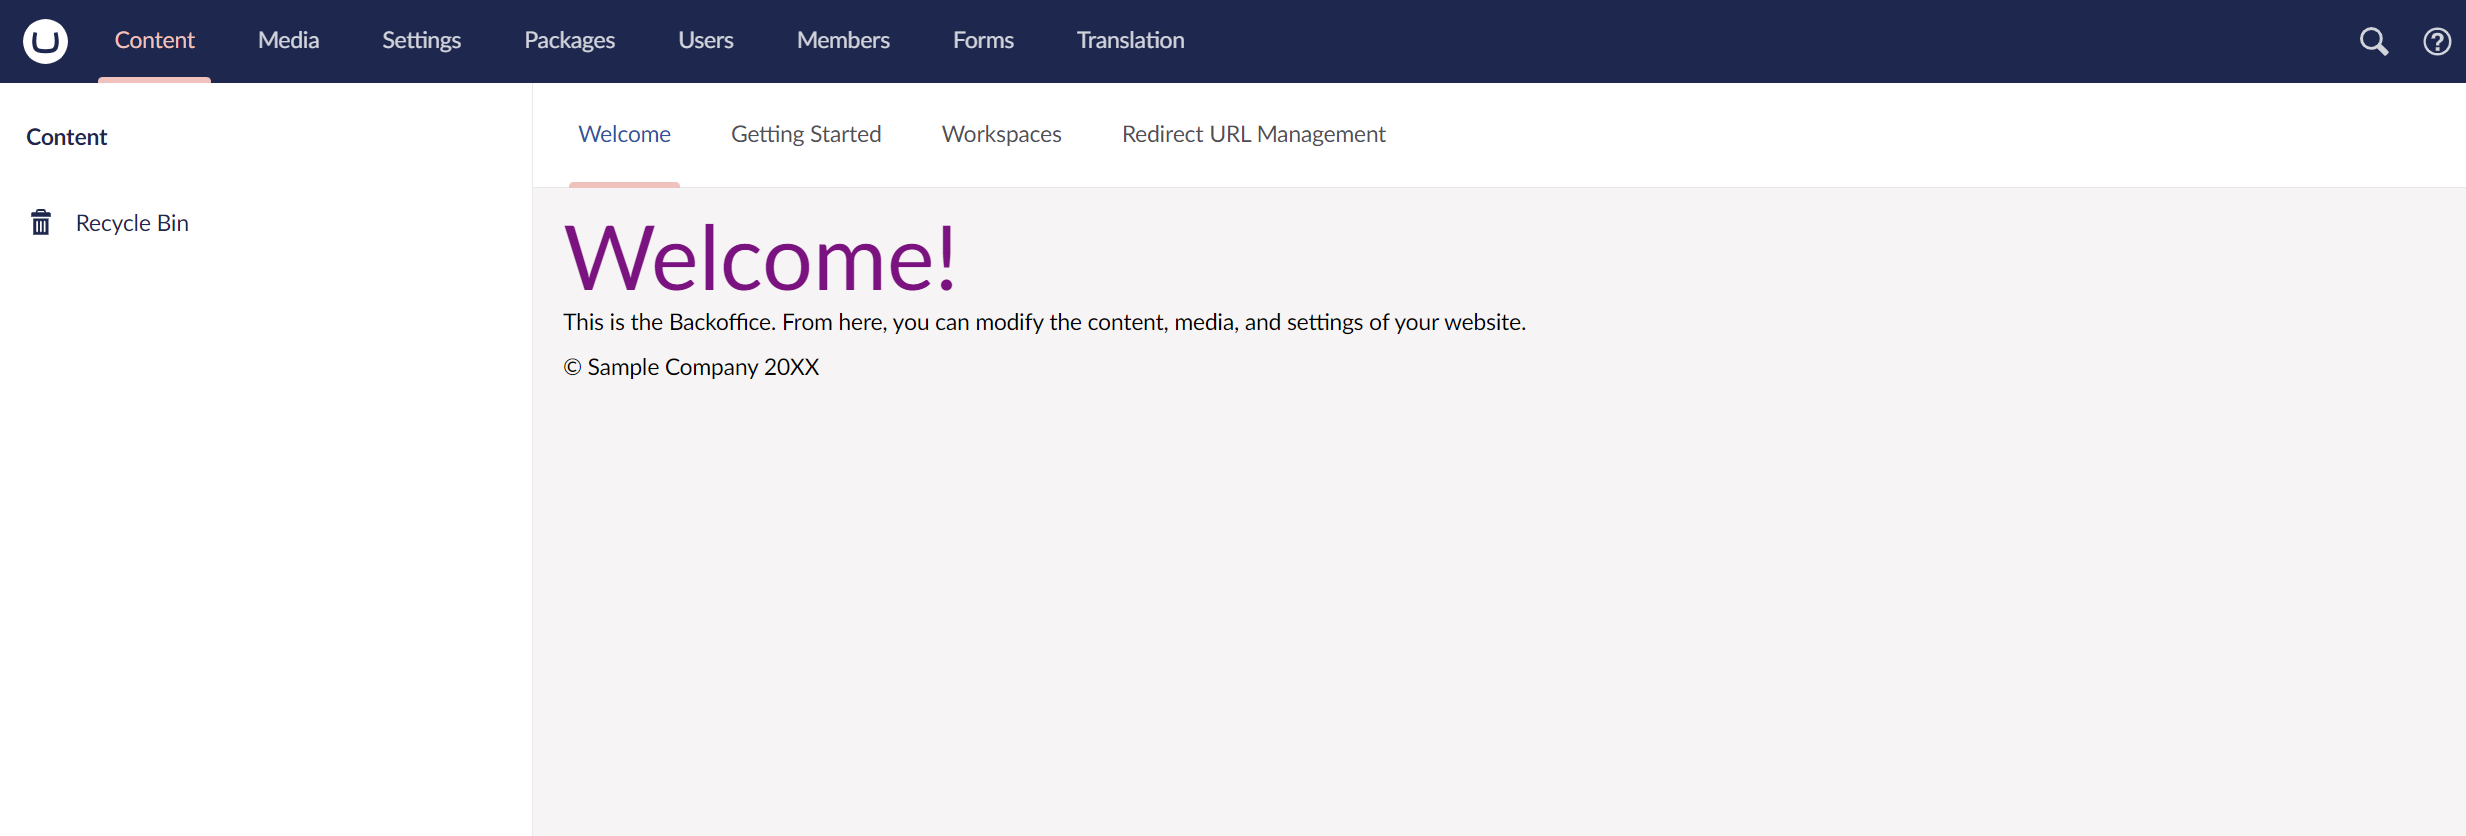 Content Media Settings Packages Users Members Forms Translation
Content
Recycle Bin
Welcome Getting Started Workspaces Redirect URL Management
Welcome!
This is the Backoffice. From here, you can modify the content, media, and settings of your website.
© Sample Company 20XX